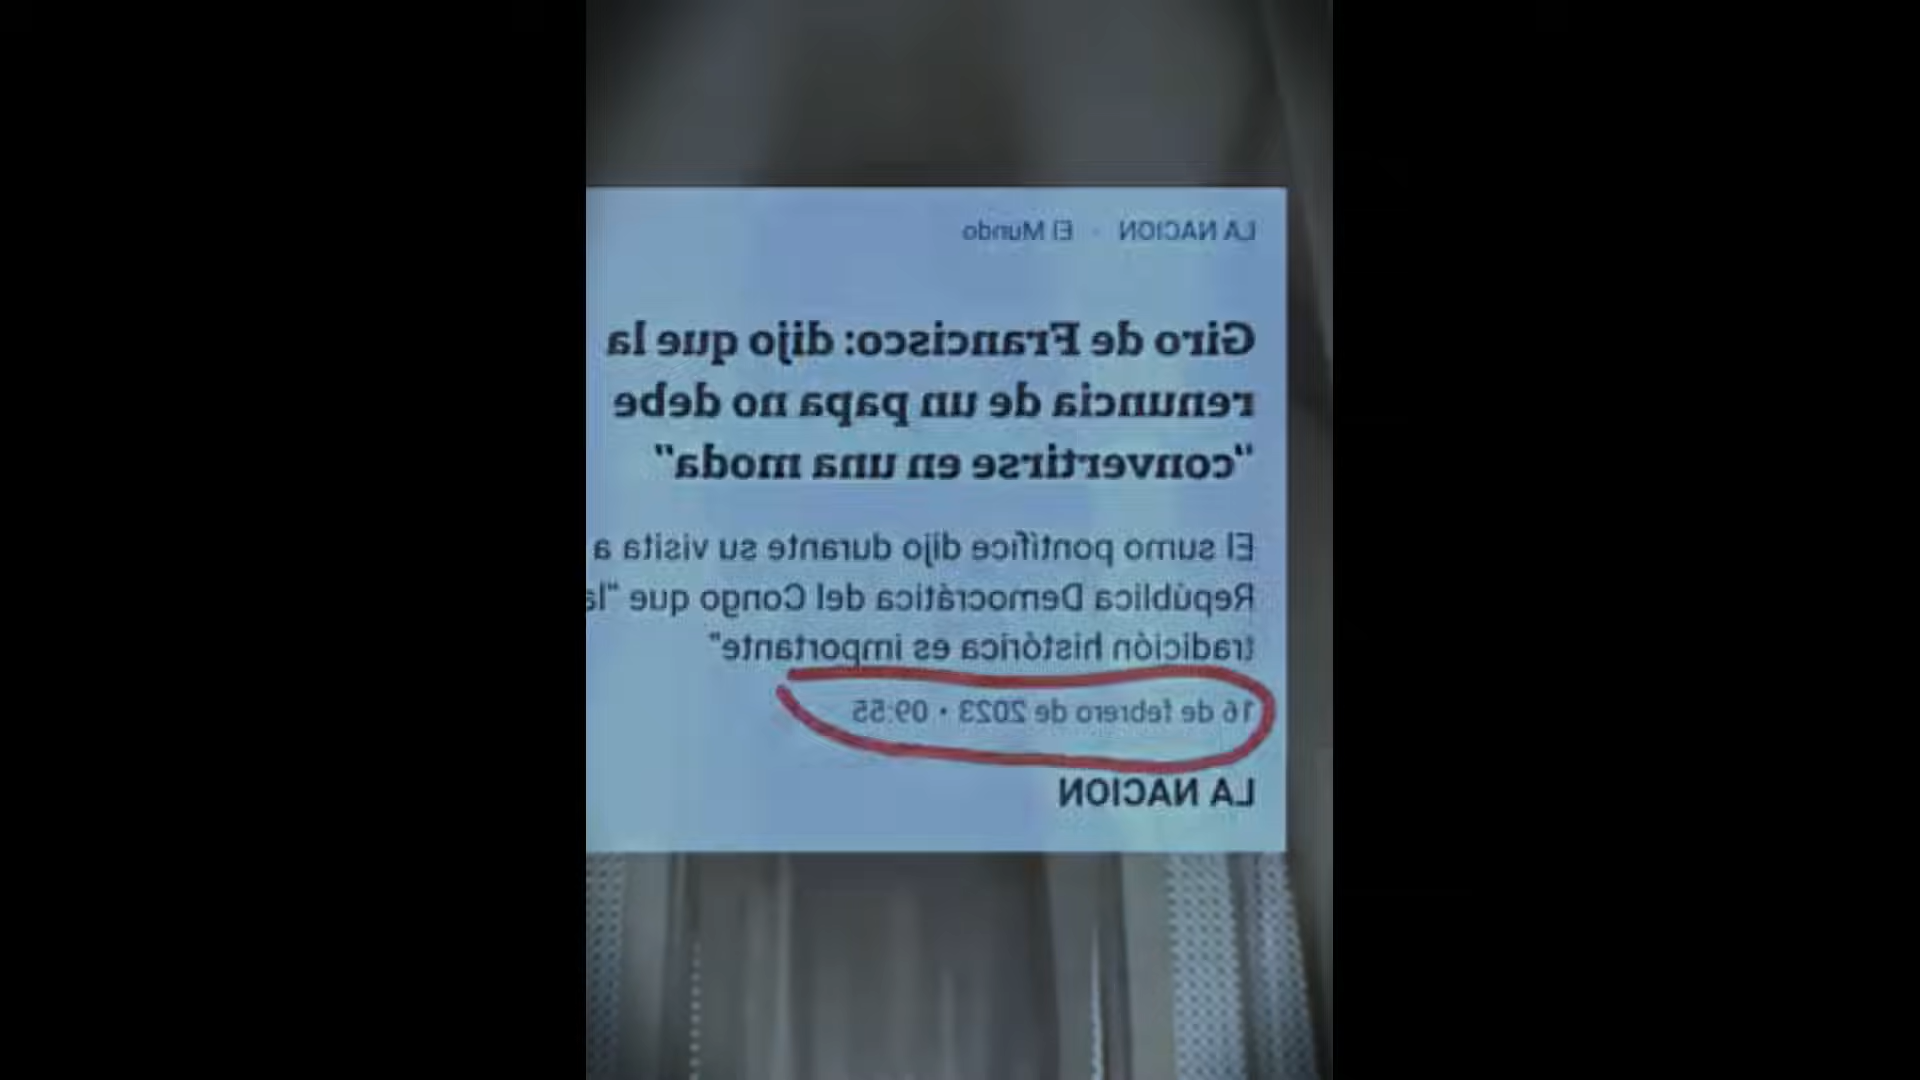 LA NACION · El Mundo
Giro de Francisco: dijo que la
renuncia de un papa no debe
"convertirse en una moda"
El sumo pontífice dijo durante su visita a
República Democrática del Congo que "la
tradición histórica es importante"
16 de febrero de 2023 • 09:55
LA NACION